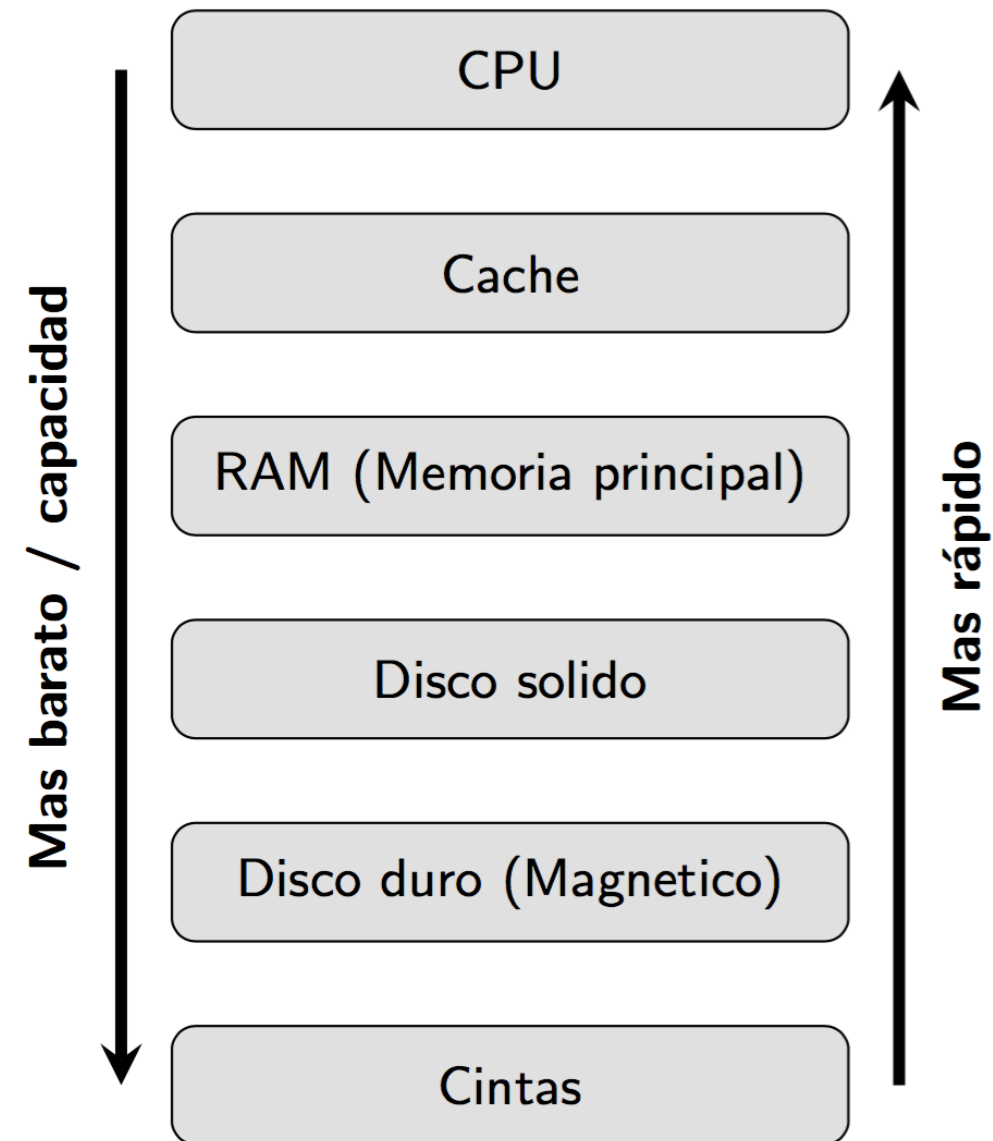 CPU
Cache
RAM (Memoria principal)
Disco solido
Disco duro (Magnetico)
Cintas
Mas barato / capacidad
Mas rápido